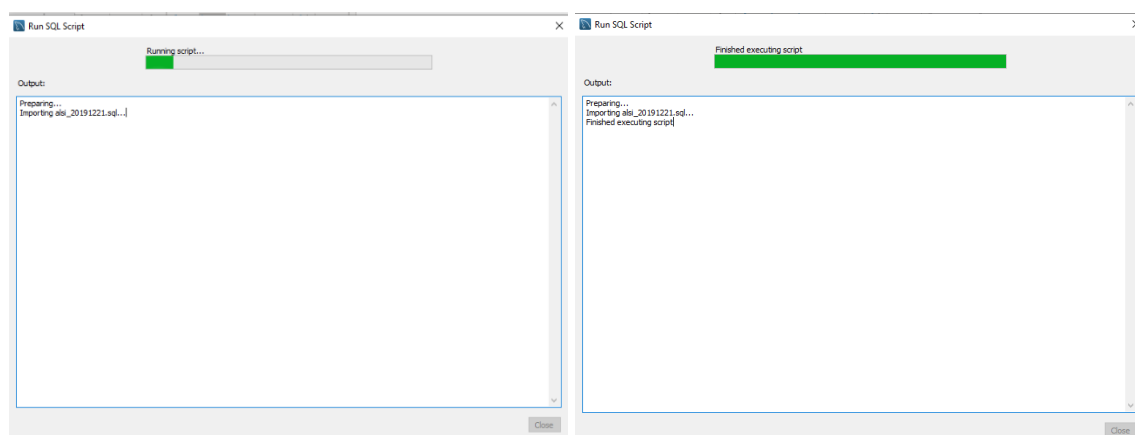 Run SQL Script
Running script...
Output:
Preparing...
Importing alsi_20191221.sql...
Close
Run SQL Script
Finished executing script
Output:
Preparing...
Importing alsi_20191221.sql...
Finished executing script
Close